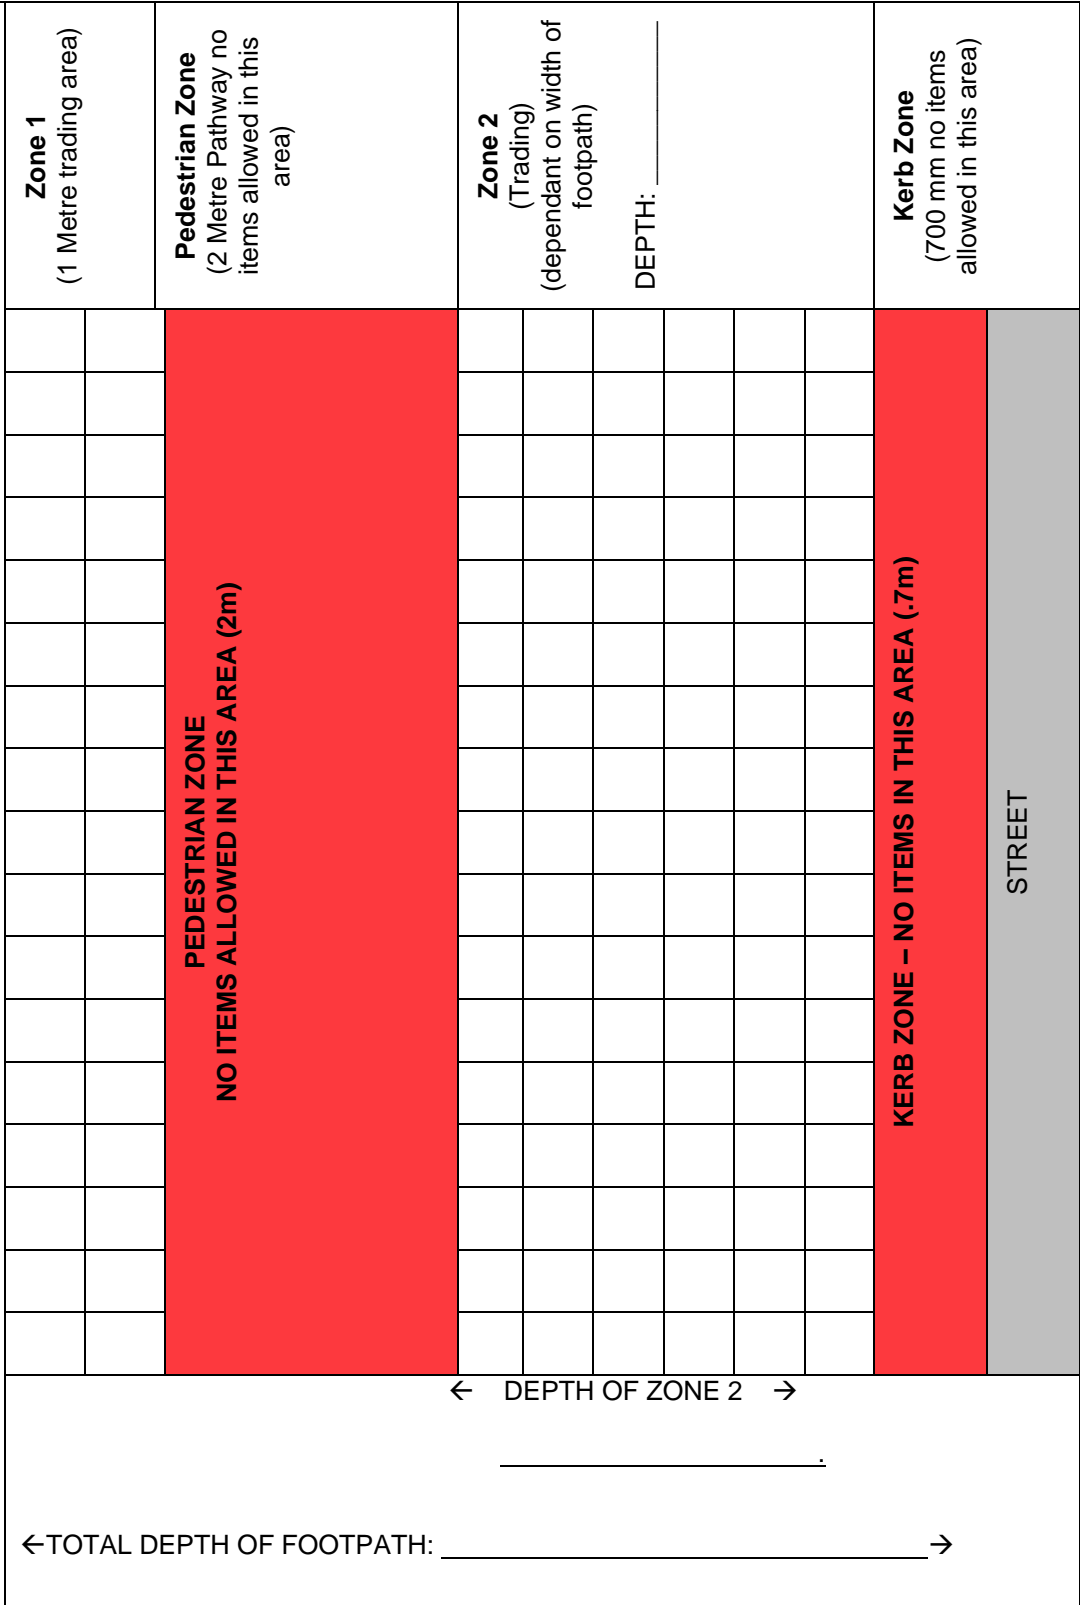 Zone 1
(1 Metre trading area)
Pedestrian Zone
(2 Metre Pathway no
items allowed in this
area)
Zone 2
(Trading)
(dependant on width of
footpath)
DEPTH: ____________
Kerb Zone
(700 mm no items
allowed in this area)
PEDESTRIAN ZONE
NO ITEMS ALLOWED IN THIS AREA (2m)
KERB ZONE – NO ITEMS IN THIS AREA (.7m)
STREET
← DEPTH OF ZONE 2 →
______________________.
←TOTAL DEPTH OF FOOTPATH: __________________________________→